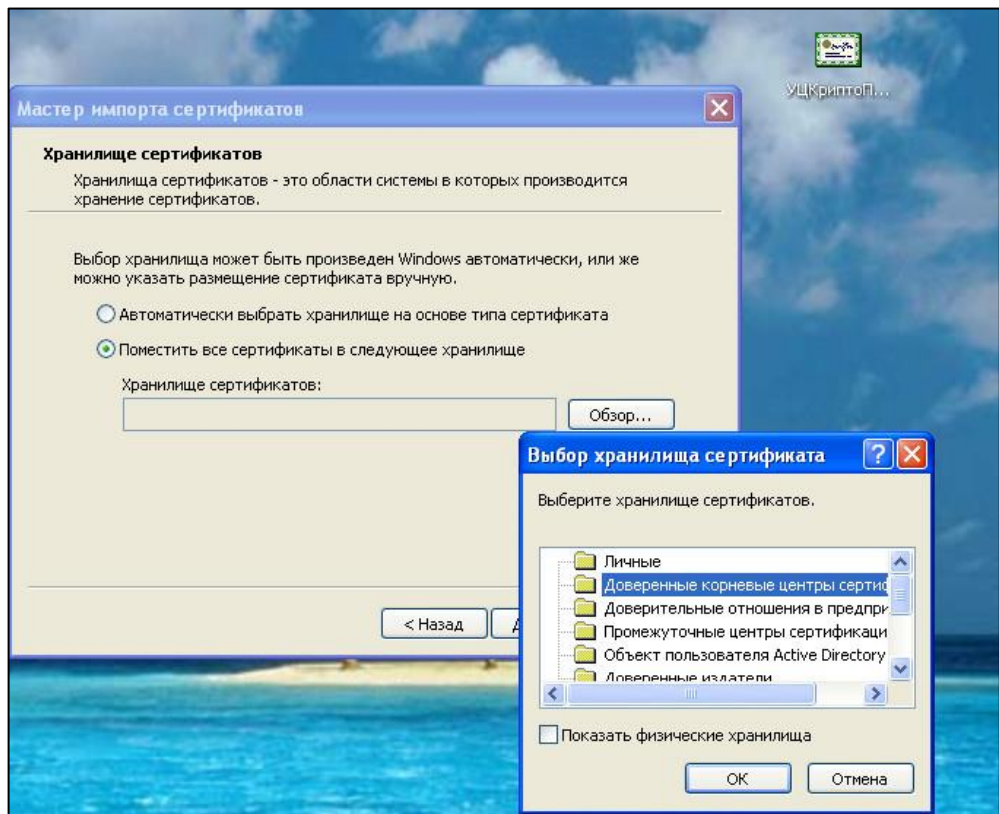 УЦКриптоП...
Мастер импорта сертификатов
Хранилище сертификатов
Хранилища сертификатов - это области системы в которых производится
хранение сертификатов.
Выбор хранилища может быть произведен Windows автоматически, или же
можно указать размещение сертификата вручную.
Автоматически выбрать хранилище на основе типа сертификата
Поместить все сертификаты в следующее хранилище
Хранилище сертификатов:
Обзор...
< Назад
Выбор хранилища сертификата
Выберите хранилище сертификатов.
Личные
Доверенные корневые центры сертиф
Доверительные отношения в предпри
Промежуточные центры сертификаци
Объект пользователя Active Directory
Доверенные издатели
Показать физические хранилища
ОК
Отмена